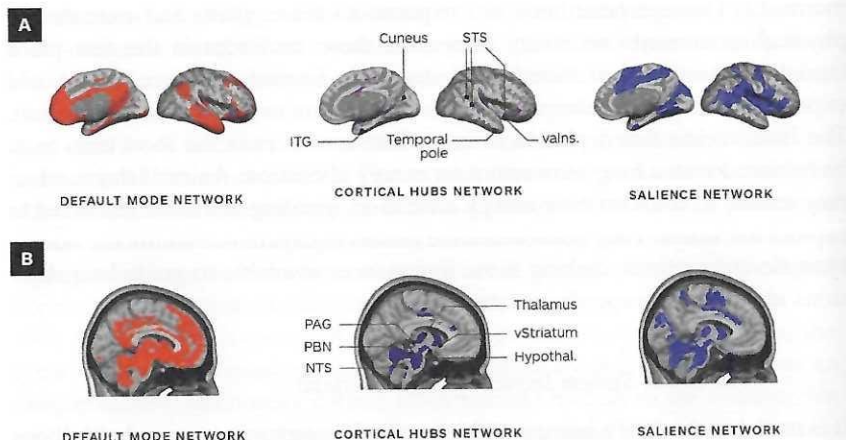 A
Cuneus STS
ITG Temporal pole vaIns.
DEFAULT MODE NETWORK CORTICAL HUBS NETWORK SALIENCE NETWORK
B
Thalamus
PAG vStriatum
PBN Hypothal.
NTS
DEFAULT MODE NETWORK CORTICAL HUBS NETWORK SALIENCE NETWORK